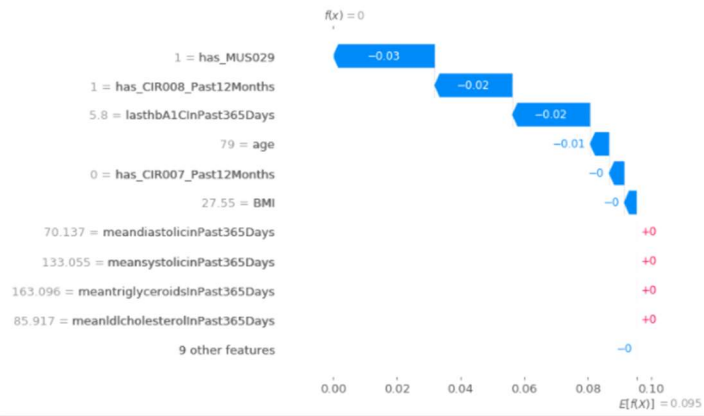 f(x) = 0
1 = has_MUS029
−0.03
1 = has_CIR008_Past12Months
−0.02
5.8 = lasthbA1CInPast365Days
−0.02
79 = age
−0.01
0 = has_CIR007_Past12Months
−0
27.55 = BMI
−0
70.137 = meandiastolicinPast365Days
+0
133.055 = meansystolicinPast365Days
+0
163.096 = meantriglyceroidsInPast365Days
+0
85.917 = meanldlcholesterolInPast365Days
+0
9 other features
−0
0.00 0.02 0.04 0.06 0.08 0.10
E[f(X)] = 0.095